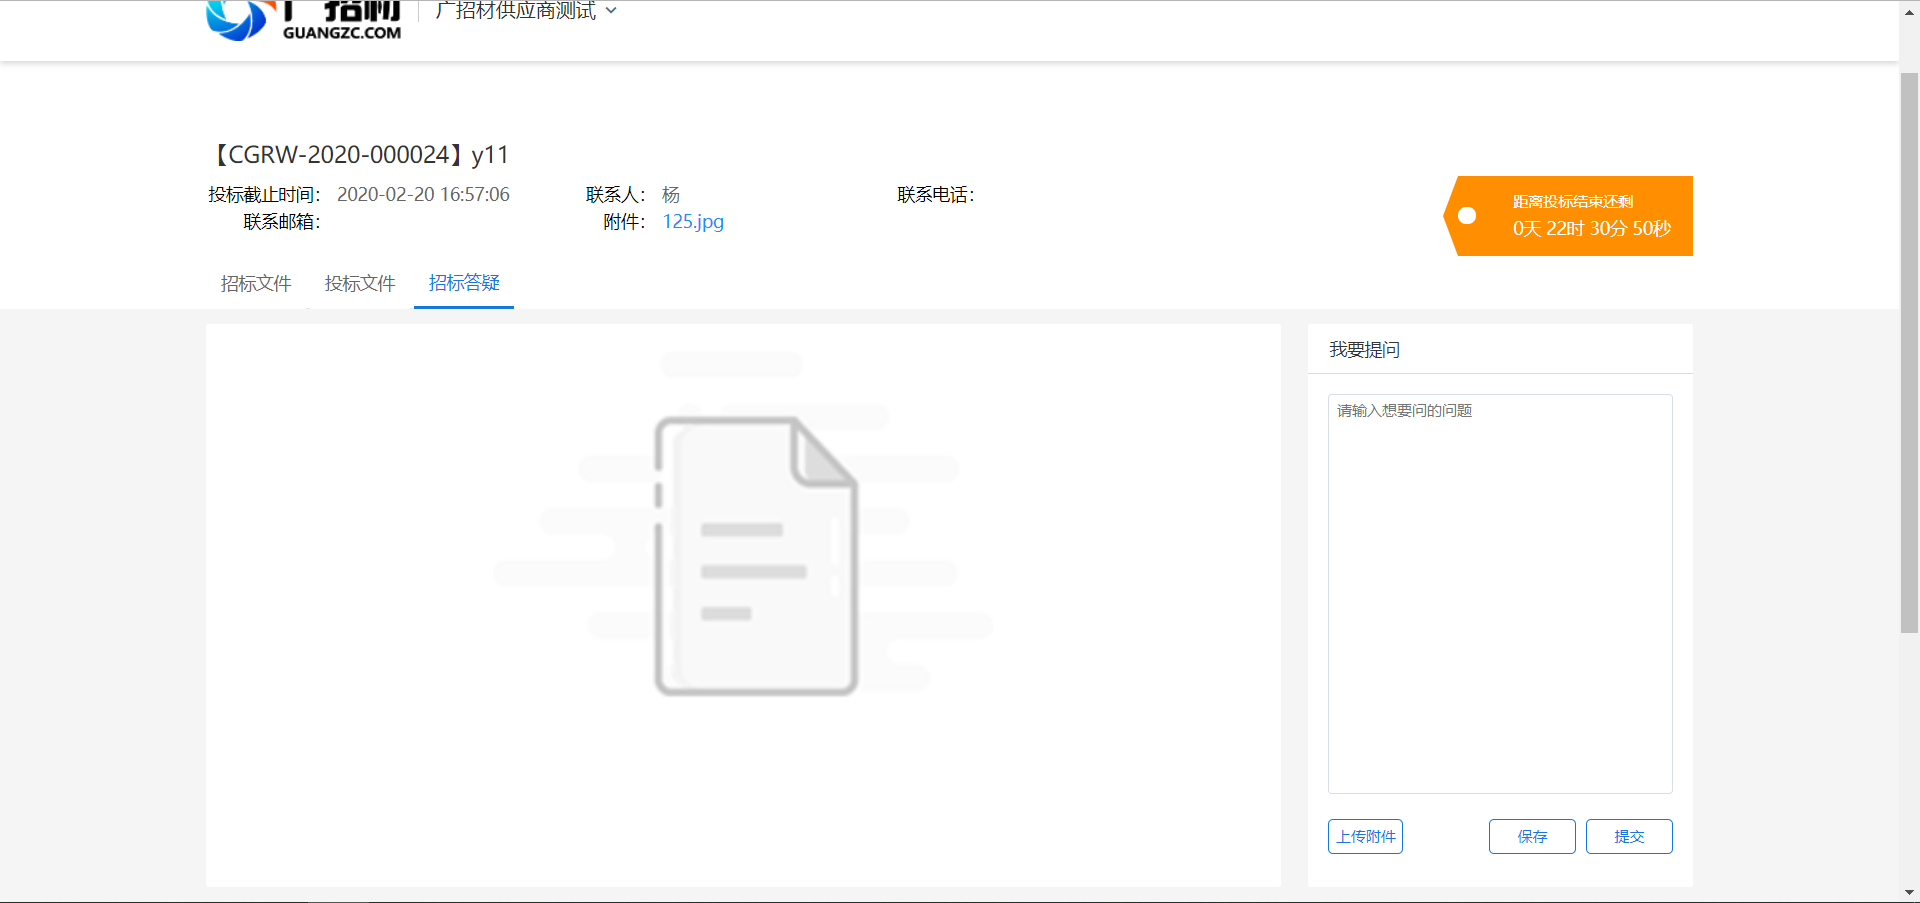 广招材
GUANGZC.COM
广招材供应商测试
【CGRW-2020-000024】y11
投标截止时间： 2020-02-20 16:57:06 联系人： 杨 联系电话：
联系邮箱： 附件： 125.jpg
距离投标结束还剩
0天 22时 30分 50秒
招标文件 投标文件 招标答疑
我要提问
请输入想要问的问题
上传附件 保存 提交